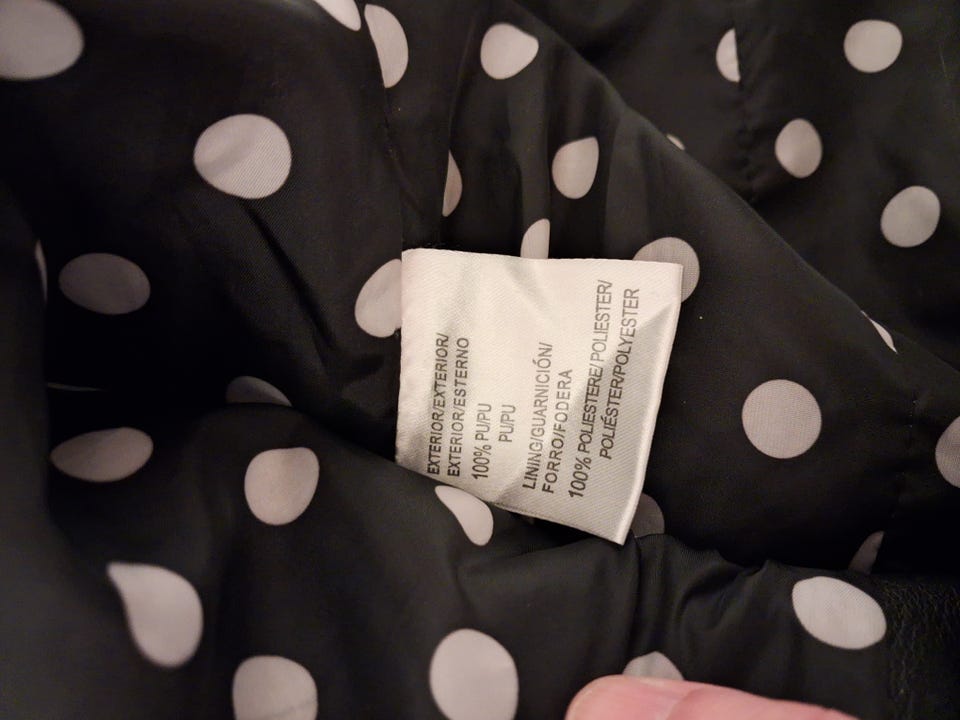 EXTERIOR/EXTERIOR/
EXTERIOR/ESTERNO
100% PU/PU
PU/PU
LINING/GUARNICIÓN/
FORRO/FODERA
100% POLIESTERE/POLIESTER/
POLIÉSTER/POLYESTER